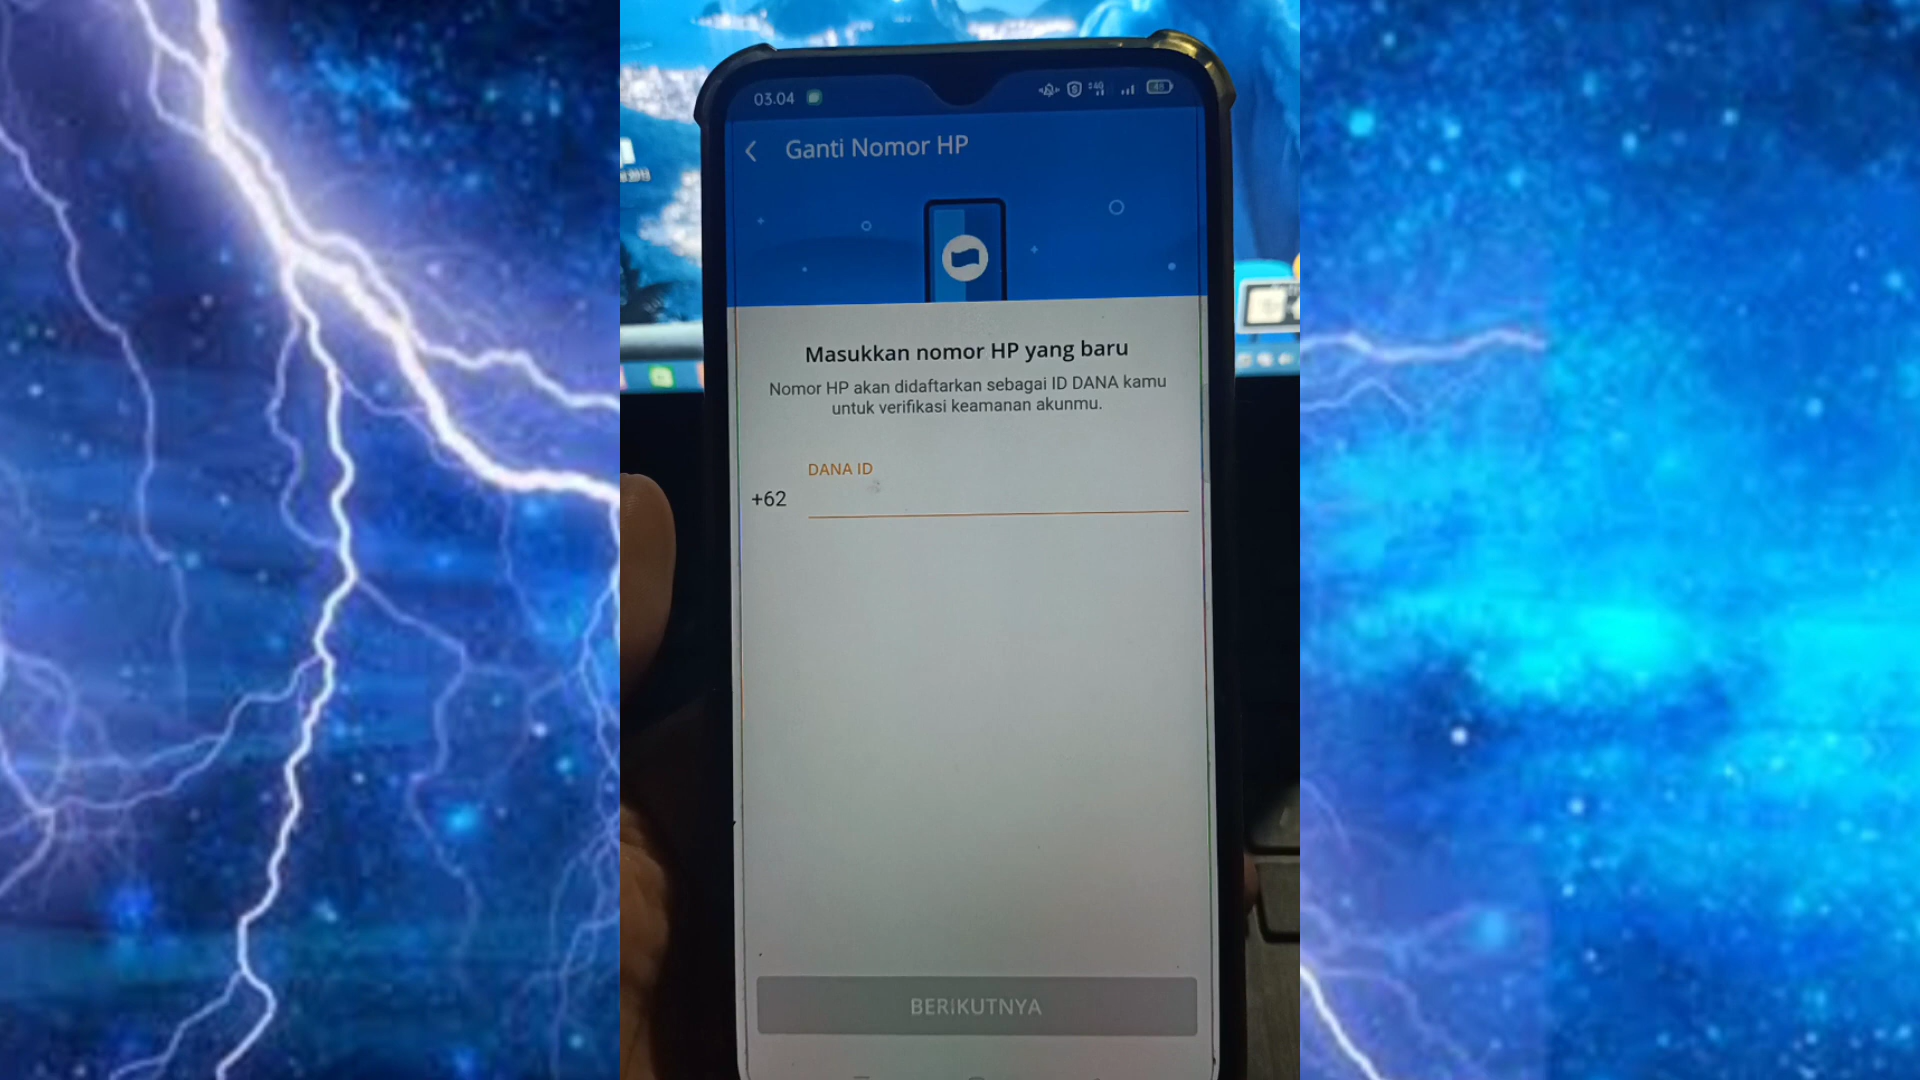 03.04
Ganti Nomor HP
Masukkan nomor HP yang baru
Nomor HP akan didaftarkan sebagai ID DANA kamu
untuk verifikasi keamanan akunmu.
DANA ID
+62
BERIKUTNYA